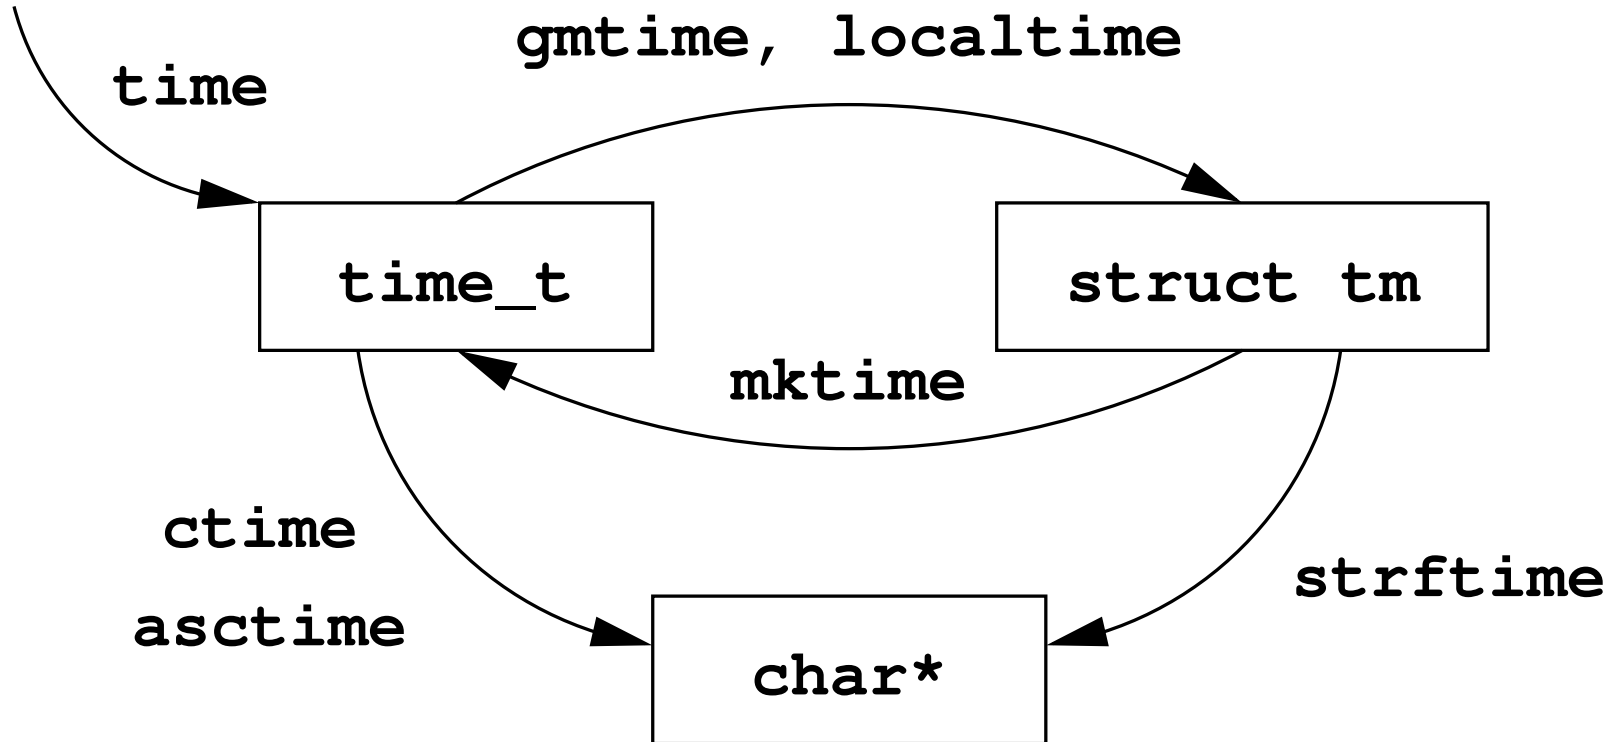 gmtime, localtime
time
time_t
struct tm
mktime
ctime
asctime
strftime
char*